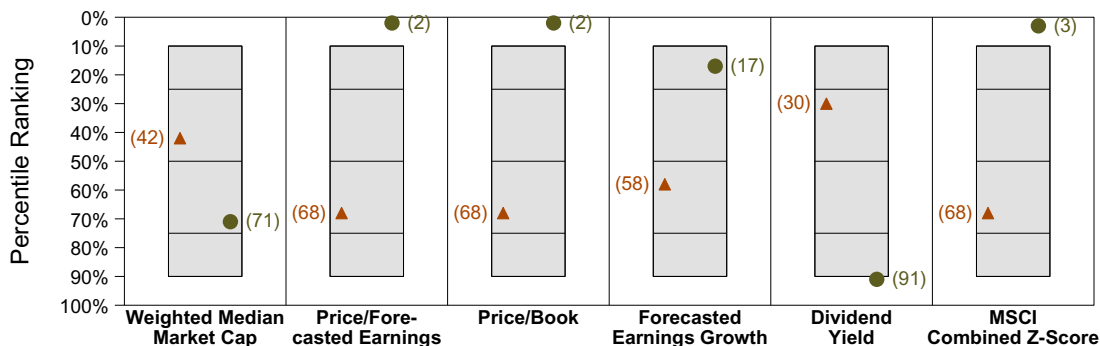 Percentile Ranking
0%
10%
20%
30%
40%
50%
60%
70%
80%
90%
100%
(42)
(71)
(68)
(2)
(68)
(2)
(58)
(17)
(30)
(91)
(68)
(3)
Weighted Median
Market Cap
Price/Fore-
casted Earnings
Price/Book
Forecasted
Earnings Growth
Dividend
Yield
MSCI
Combined Z-Score